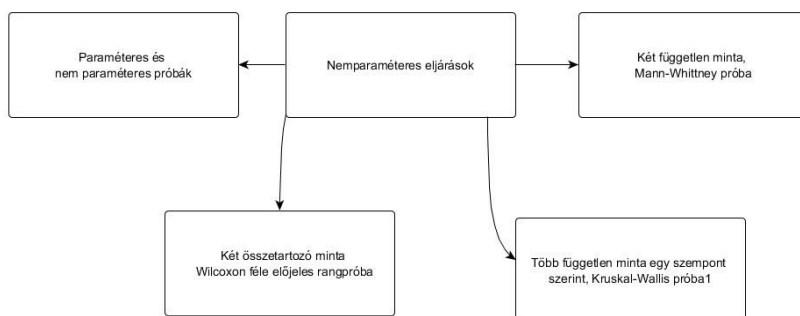 Paraméteres és
nem paraméteres próbák
Nemparaméteres eljárások
Két független minta,
Mann-Whittney próba
Két összetartozó minta
Wilcoxon féle előjeles rangpróba
Több független minta egy szempont
szerint, Kruskal-Wallis próba1